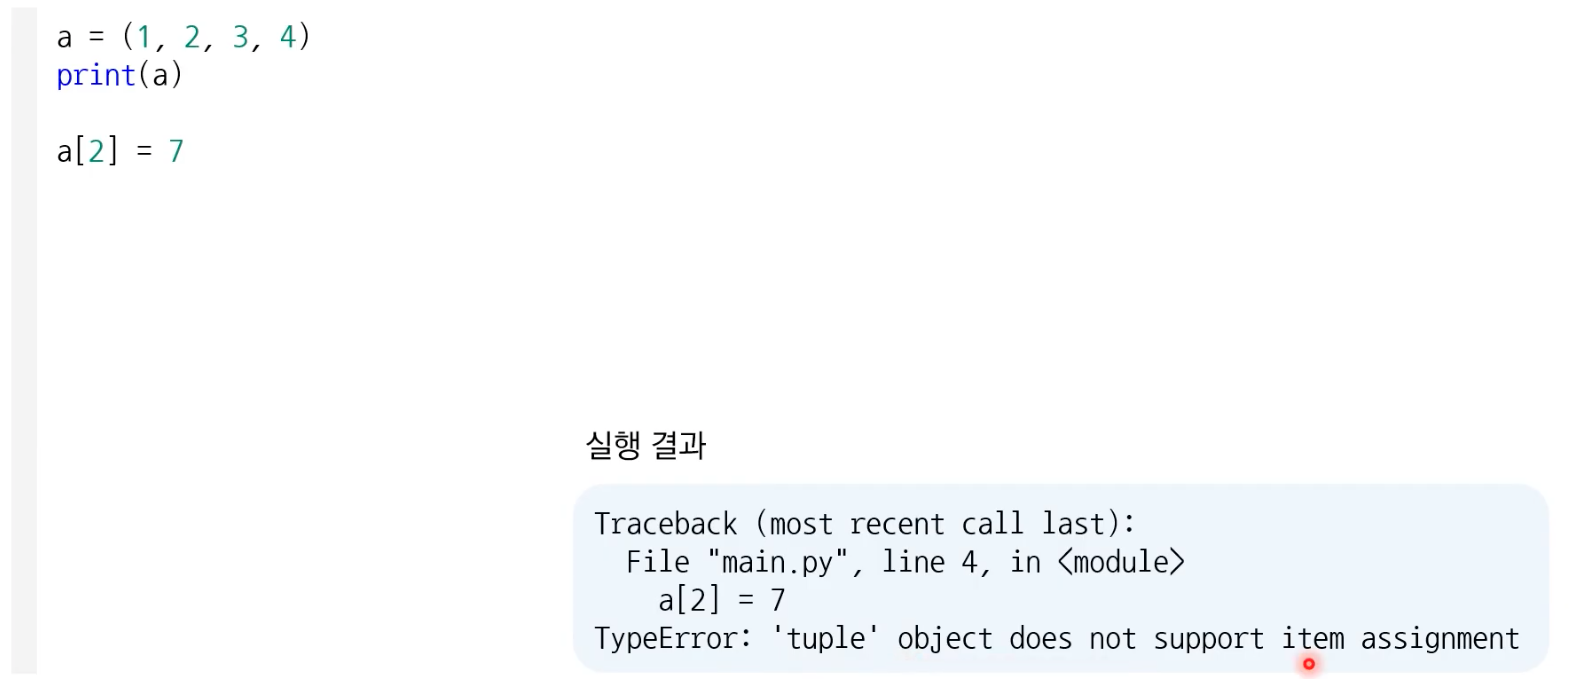 a = (1, 2, 3, 4)
print(a)
a[2] = 7
실행 결과
Traceback (most recent call last):
  File "main.py", line 4, in <module>
    a[2] = 7
TypeError: 'tuple' object does not support item assignment